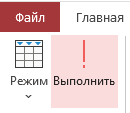 Файл Главная
Режим Выполнить